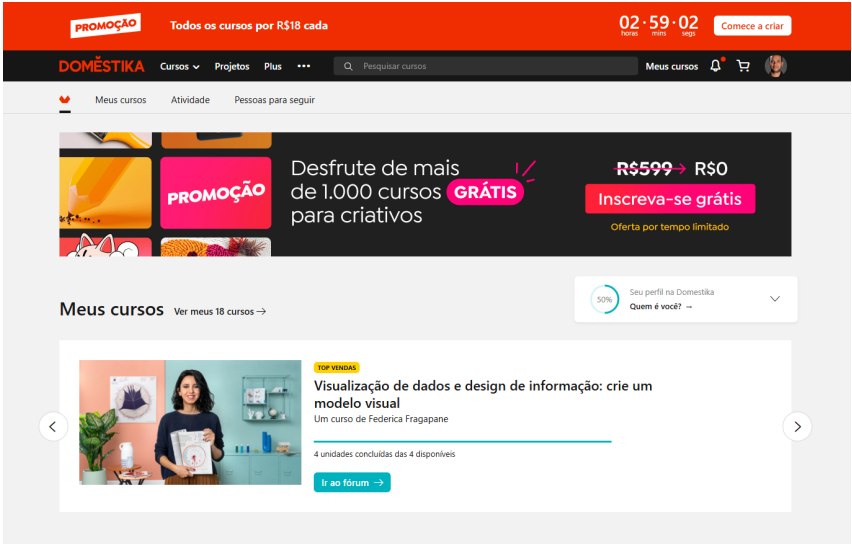 PROMOÇÃO
Todos os cursos por R$18 cada
02 · 59 · 02
horas mins segs
Comece a criar
DOMĚSTIKA
Cursos
Projetos
Plus
•••
Pesquisar cursos
Meus cursos
Meus cursos
Atividade
Pessoas para seguir
PROMOÇÃO
Desfrute de mais
de 1.000 cursos GRÁTIS
para criativos
R$599 → R$0
Inscreva-se grátis
Oferta por tempo limitado
50%
Seu perfil na Domestika
Quem é você? →
Meus cursos
Ver meus 18 cursos →
TOP VENDAS
Visualização de dados e design de informação: crie um
modelo visual
Um curso de Federica Fragapane
4 unidades concluídas das 4 disponíveis
Ir ao fórum →